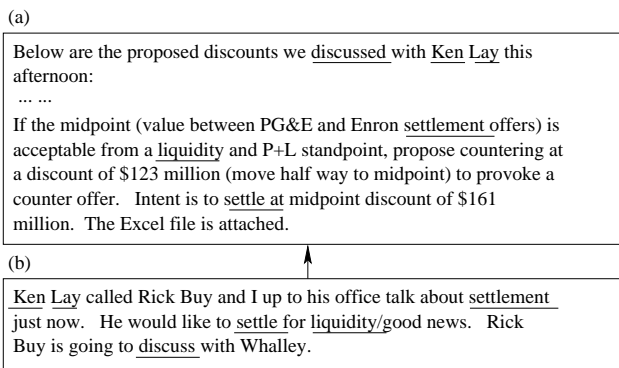 (a)
Below are the proposed discounts we discussed with Ken Lay this
afternoon:
... ...
If the midpoint (value between PG&E and Enron settlement offers) is
acceptable from a liquidity and P+L standpoint, propose countering at
a discount of $123 million (move half way to midpoint) to provoke a
counter offer.   Intent is to settle at midpoint discount of $161
million.  The Excel file is attached.
(b)
Ken Lay called Rick Buy and I up to his office talk about settlement
just now.   He would like to settle for liquidity/good news.   Rick
Buy is going to discuss with Whalley.